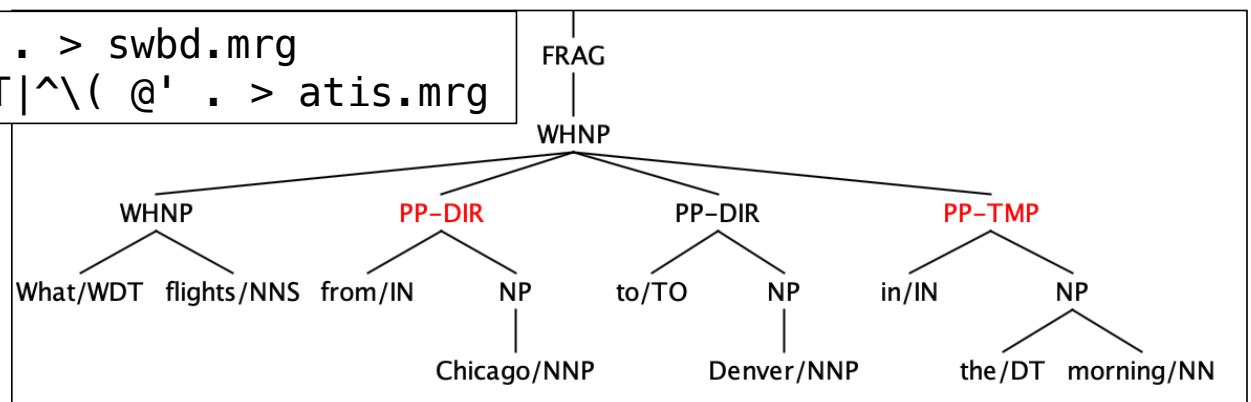 . > swbd.mrg
T|^\( @' . > atis.mrg
FRAG
WHNP
WHNP PP-DIR PP-DIR PP-TMP
What/WDT flights/NNS from/IN NP to/TO NP in/IN NP
Chicago/NNP Denver/NNP the/DT morning/NN